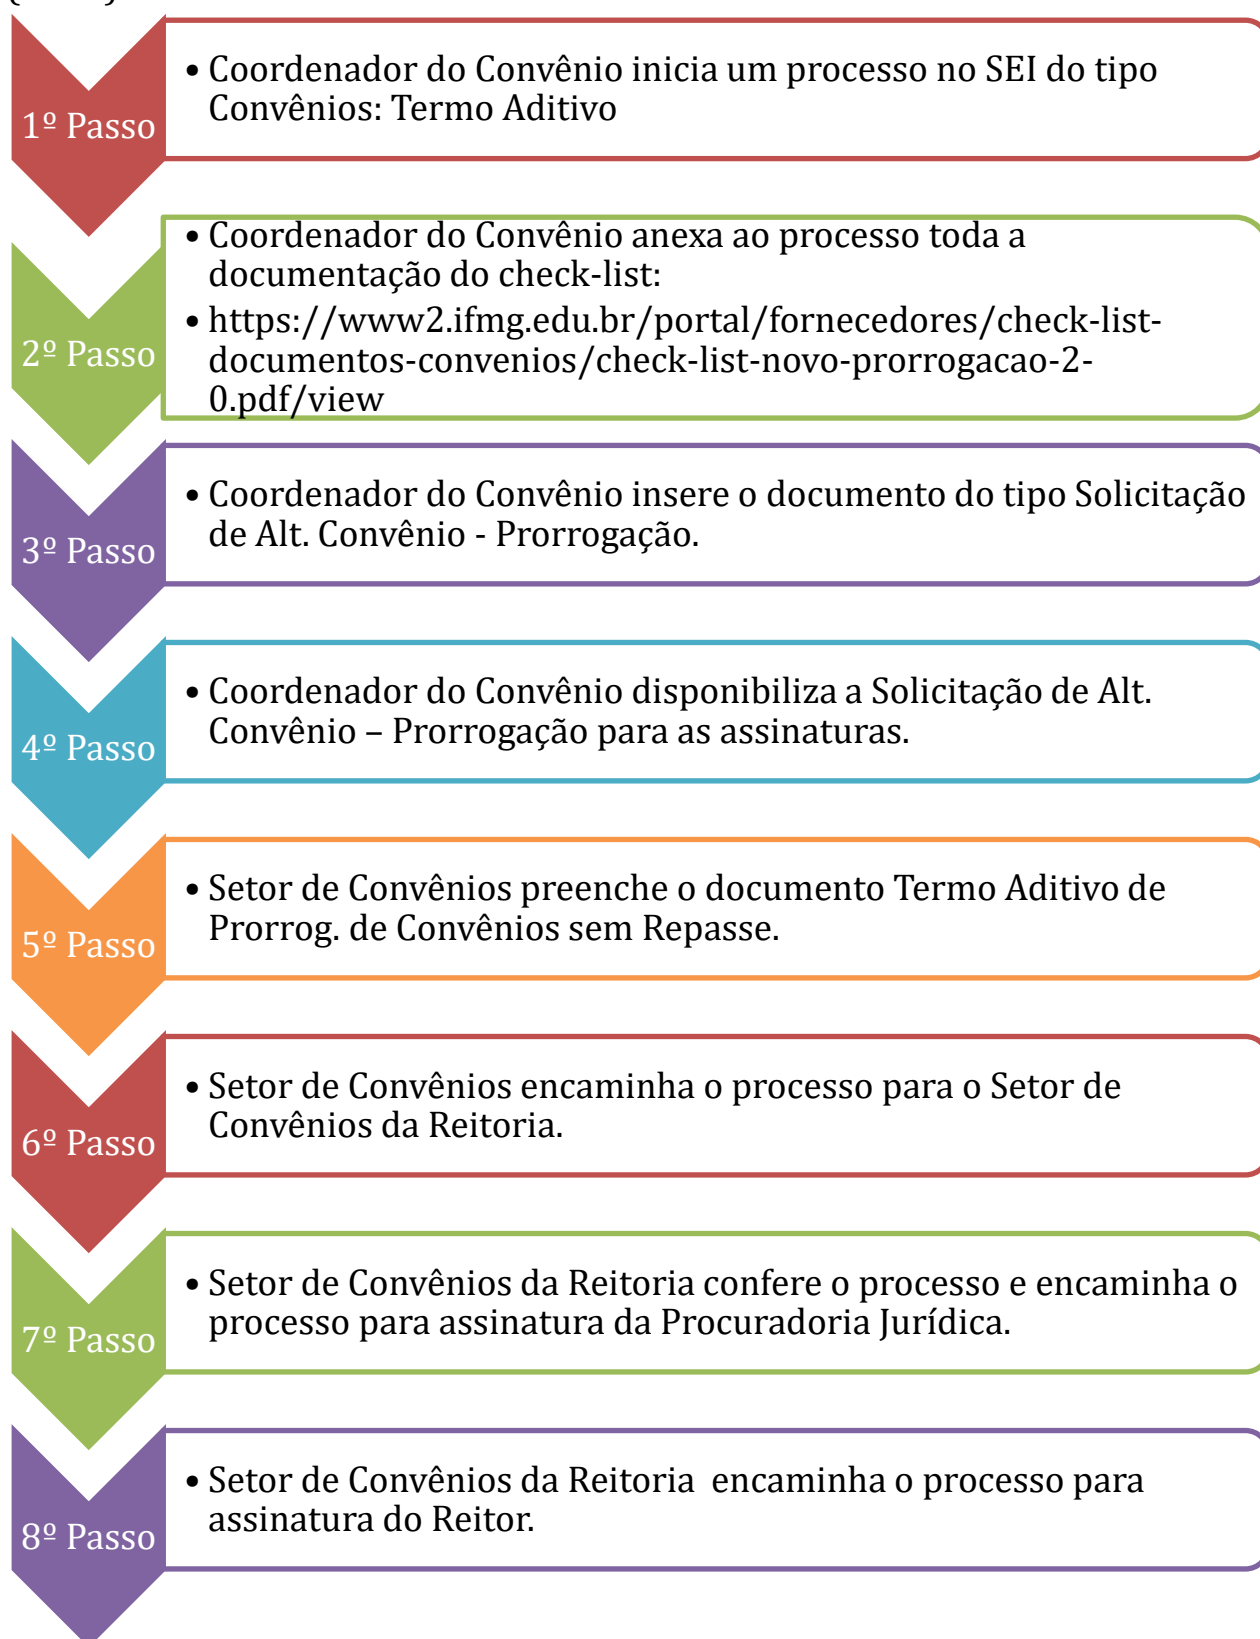 1º Passo
• Coordenador do Convênio inicia um processo no SEI do tipo
Convênios: Termo Aditivo
2º Passo
• Coordenador do Convênio anexa ao processo toda a
documentação do check-list:
• https://www2.ifmg.edu.br/portal/fornecedores/check-list-
documentos-convenios/check-list-novo-prorrogacao-2-
0.pdf/view
3º Passo
• Coordenador do Convênio insere o documento do tipo Solicitação
de Alt. Convênio - Prorrogação.
4º Passo
• Coordenador do Convênio disponibiliza a Solicitação de Alt.
Convênio – Prorrogação para as assinaturas.
5º Passo
• Setor de Convênios preenche o documento Termo Aditivo de
Prorrog. de Convênios sem Repasse.
6º Passo
• Setor de Convênios encaminha o processo para o Setor de
Convênios da Reitoria.
7º Passo
• Setor de Convênios da Reitoria confere o processo e encaminha o
processo para assinatura da Procuradoria Jurídica.
8º Passo
• Setor de Convênios da Reitoria  encaminha o processo para
assinatura do Reitor.